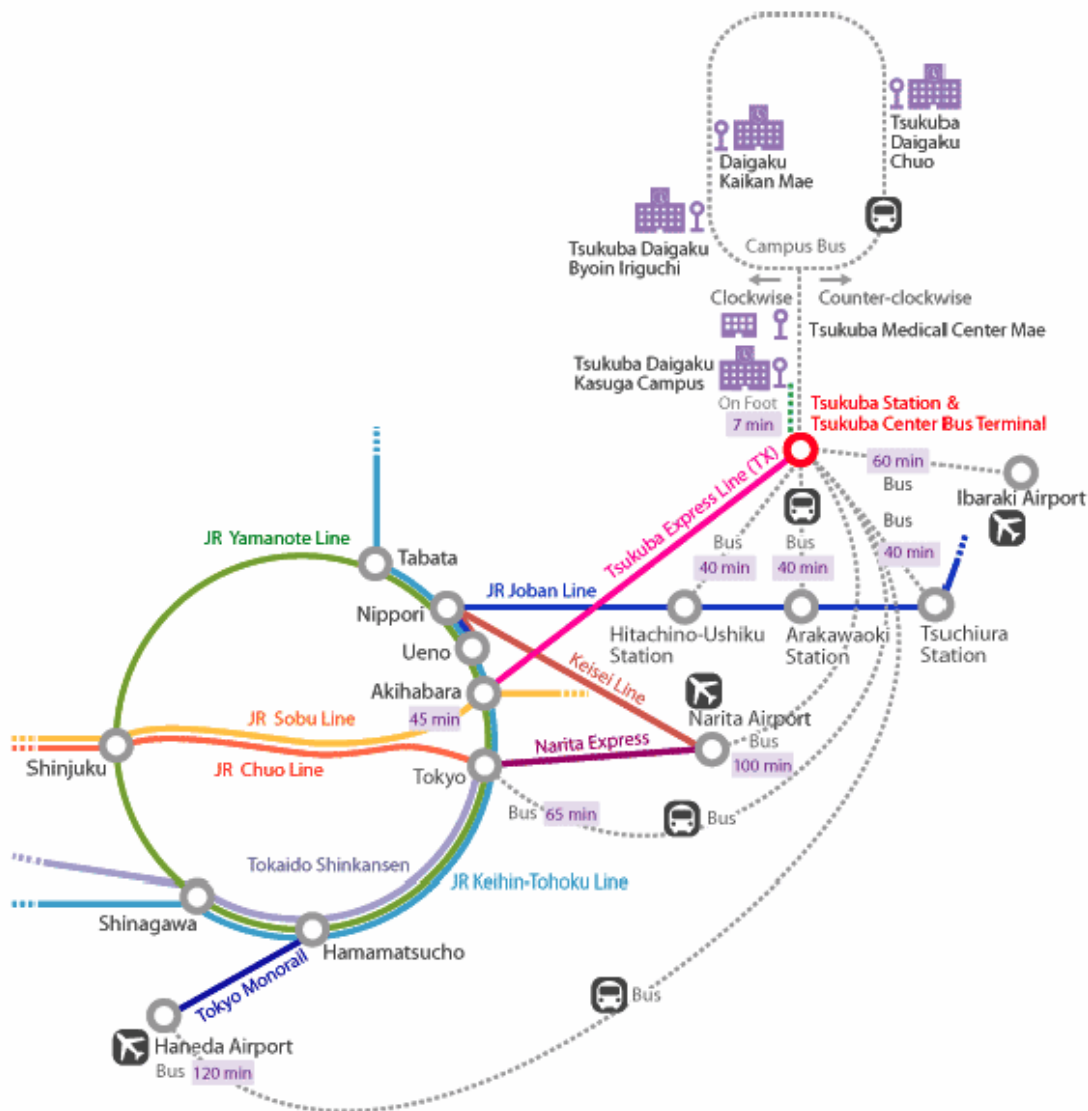 Tsukuba
Daigaku
Chuo
Daigaku
Kaikan Mae
Tsukuba Daigaku
Byoin Iriguchi
Campus Bus
Clockwise
Counter-clockwise
Tsukuba Medical Center Mae
Tsukuba Daigaku
Kasuga Campus
On Foot
7 min
Tsukuba Station &
Tsukuba Center Bus Terminal
60 min
Bus
Ibaraki Airport
Tsukuba Express Line (TX)
JR Yamanote Line
Tabata
Bus
40 min
Bus
40 min
Bus
40 min
Nippori
JR Joban Line
Hitachino-Ushiku
Station
Arakawaoki
Station
Tsuchiura
Station
Ueno
Keisei Line
Akihabara
45 min
JR Sobu Line
Narita Airport
Bus
100 min
Shinjuku
JR Chuo Line
Narita Express
Tokyo
Bus 65 min
Bus
Tokaido Shinkansen
JR Keihin-Tohoku Line
Shinagawa
Hamamatsucho
Tokyo Monorail
Bus
Haneda Airport
Bus 120 min